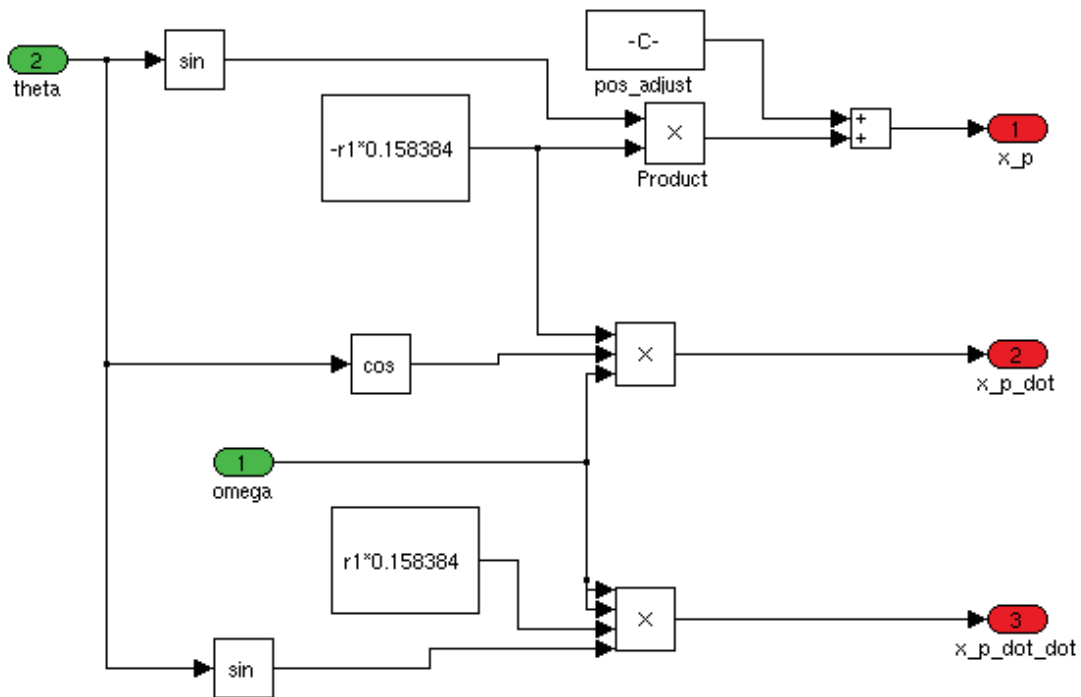 2
theta
sin
-C-
pos_adjust
-r1*0.158384
×
Product
+
+
1
x_p
cos
×
2
x_p_dot
1
omega
r1*0.158384
×
3
x_p_dot_dot
sin